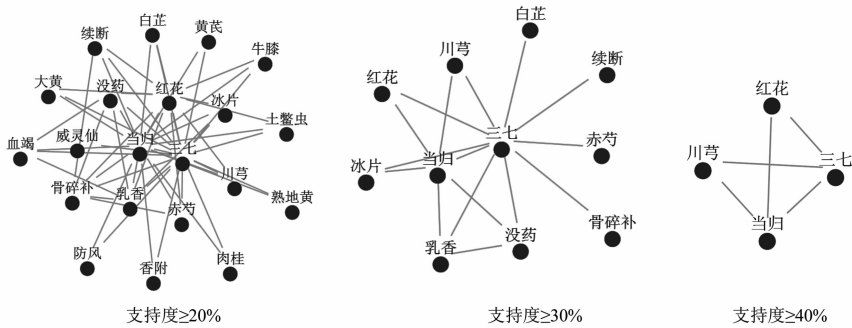 白芷
黄芪
续断
牛膝
大黄
没药
红花
冰片
土鳖虫
血竭
威灵仙
当归
三七
骨碎补
乳香
赤芍
川芎
熟地黄
防风
香附
肉桂
支持度≥20%
白芷
川芎
续断
红花
三七
赤芍
冰片
当归
骨碎补
乳香
没药
支持度≥30%
红花
川芎
三七
当归
支持度≥40%